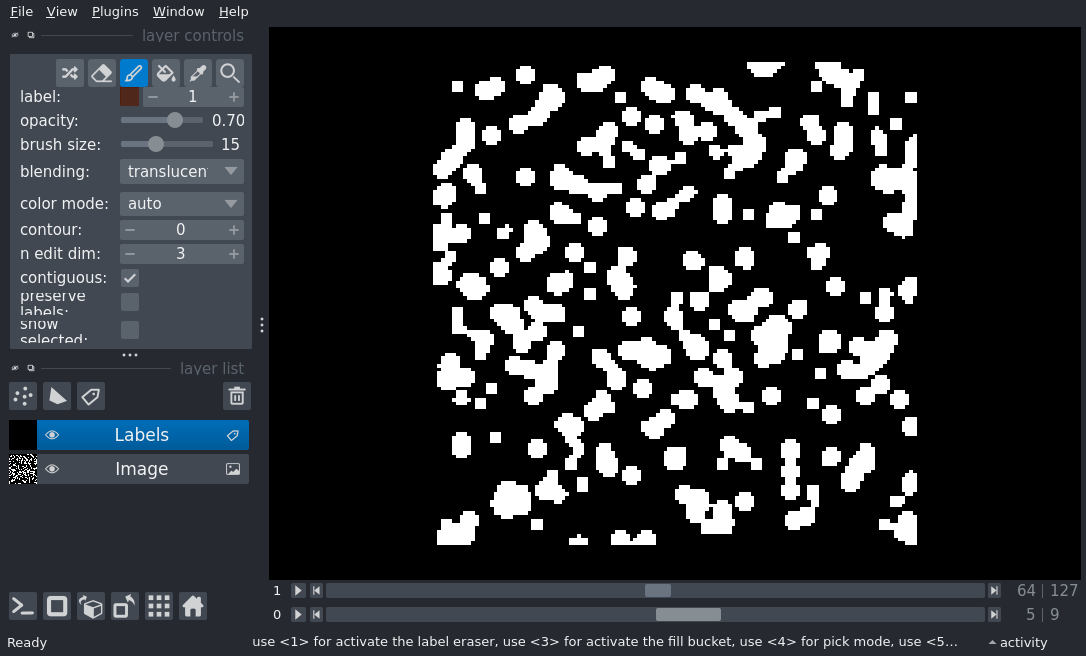 File View Plugins Window Help
layer controls
label: 1
opacity: 0.70
brush size: 15
blending: translucen
color mode: auto
contour: 0
n edit dim: 3
contiguous:
preserve
labels:
show
selected:
layer list
Labels
Image
1 64 | 127
0 5 | 9
Ready use <1> for activate the label eraser, use <3> for activate the fill bucket, use <4> for pick mode, use <5... activity